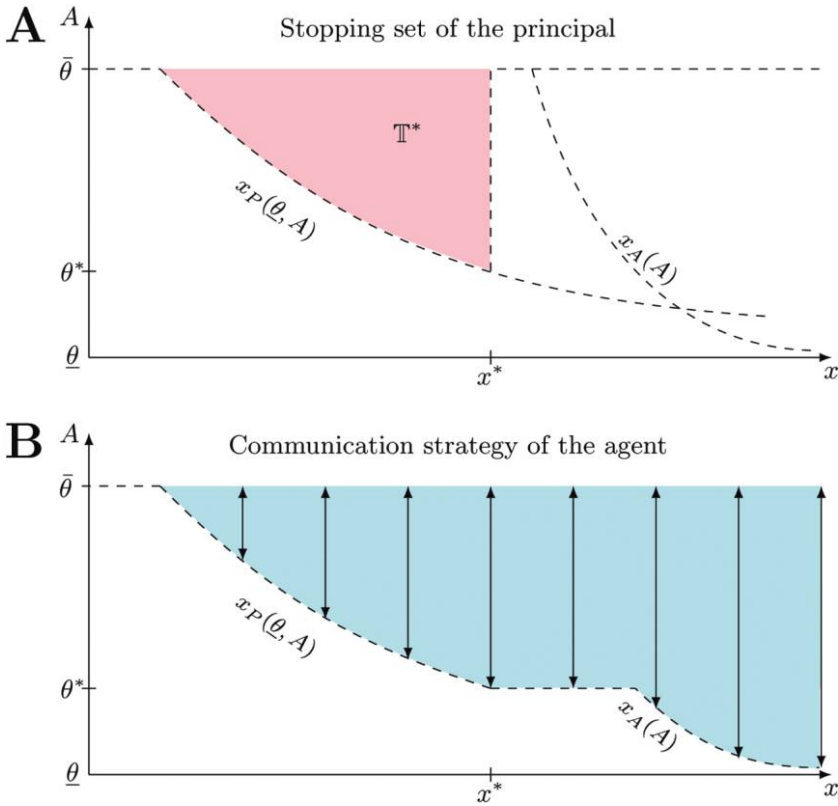 A
A
Stopping set of the principal
θ̄
𝕋*
x_P(θ̲, A)
x_A(A)
θ*
θ̲
x*
x
B
A
Communication strategy of the agent
θ̄
x_P(θ̲, A)
θ*
x_A(A)
θ̲
x*
x